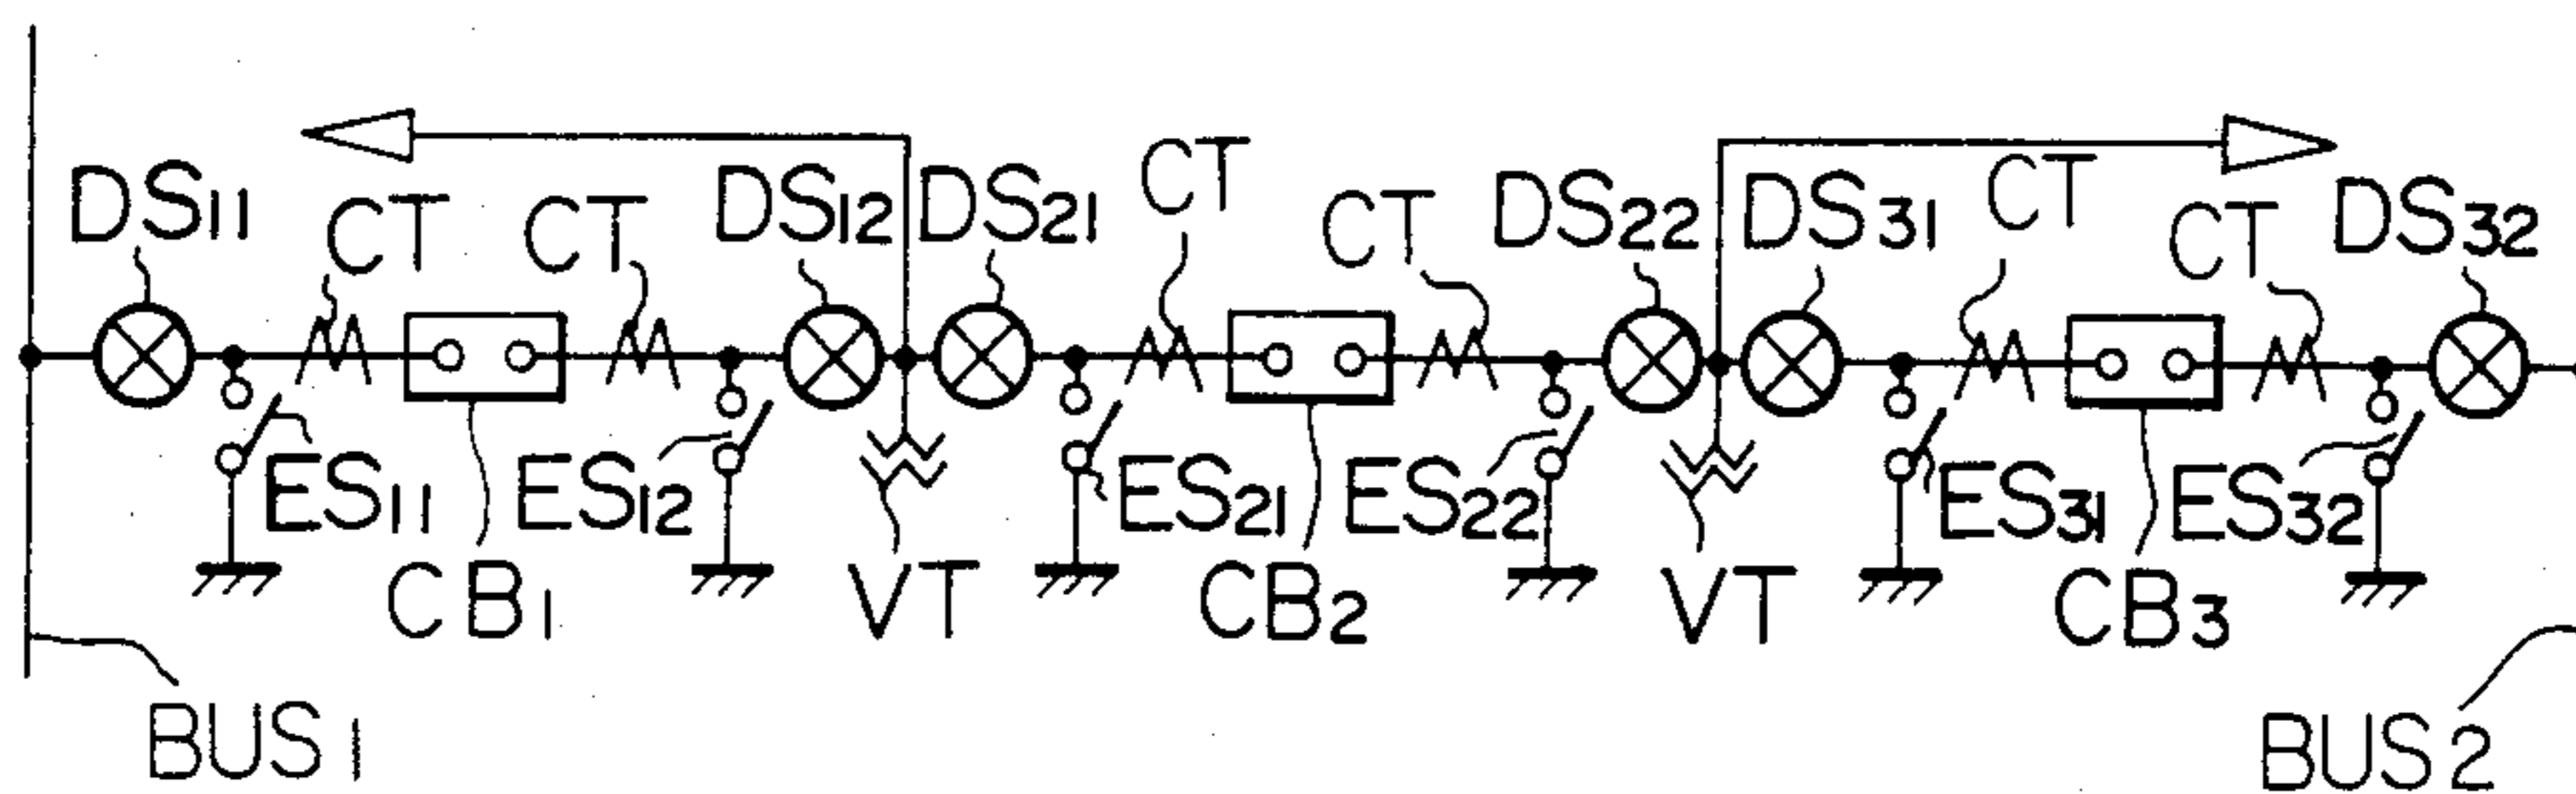 DS11 CT CT DS12 DS21 CT CT DS22 DS31 CT CT DS32
ES11 ES12 ES21 ES22 ES31 ES32
CB1 VT CB2 VT CB3
BUS1 BUS2